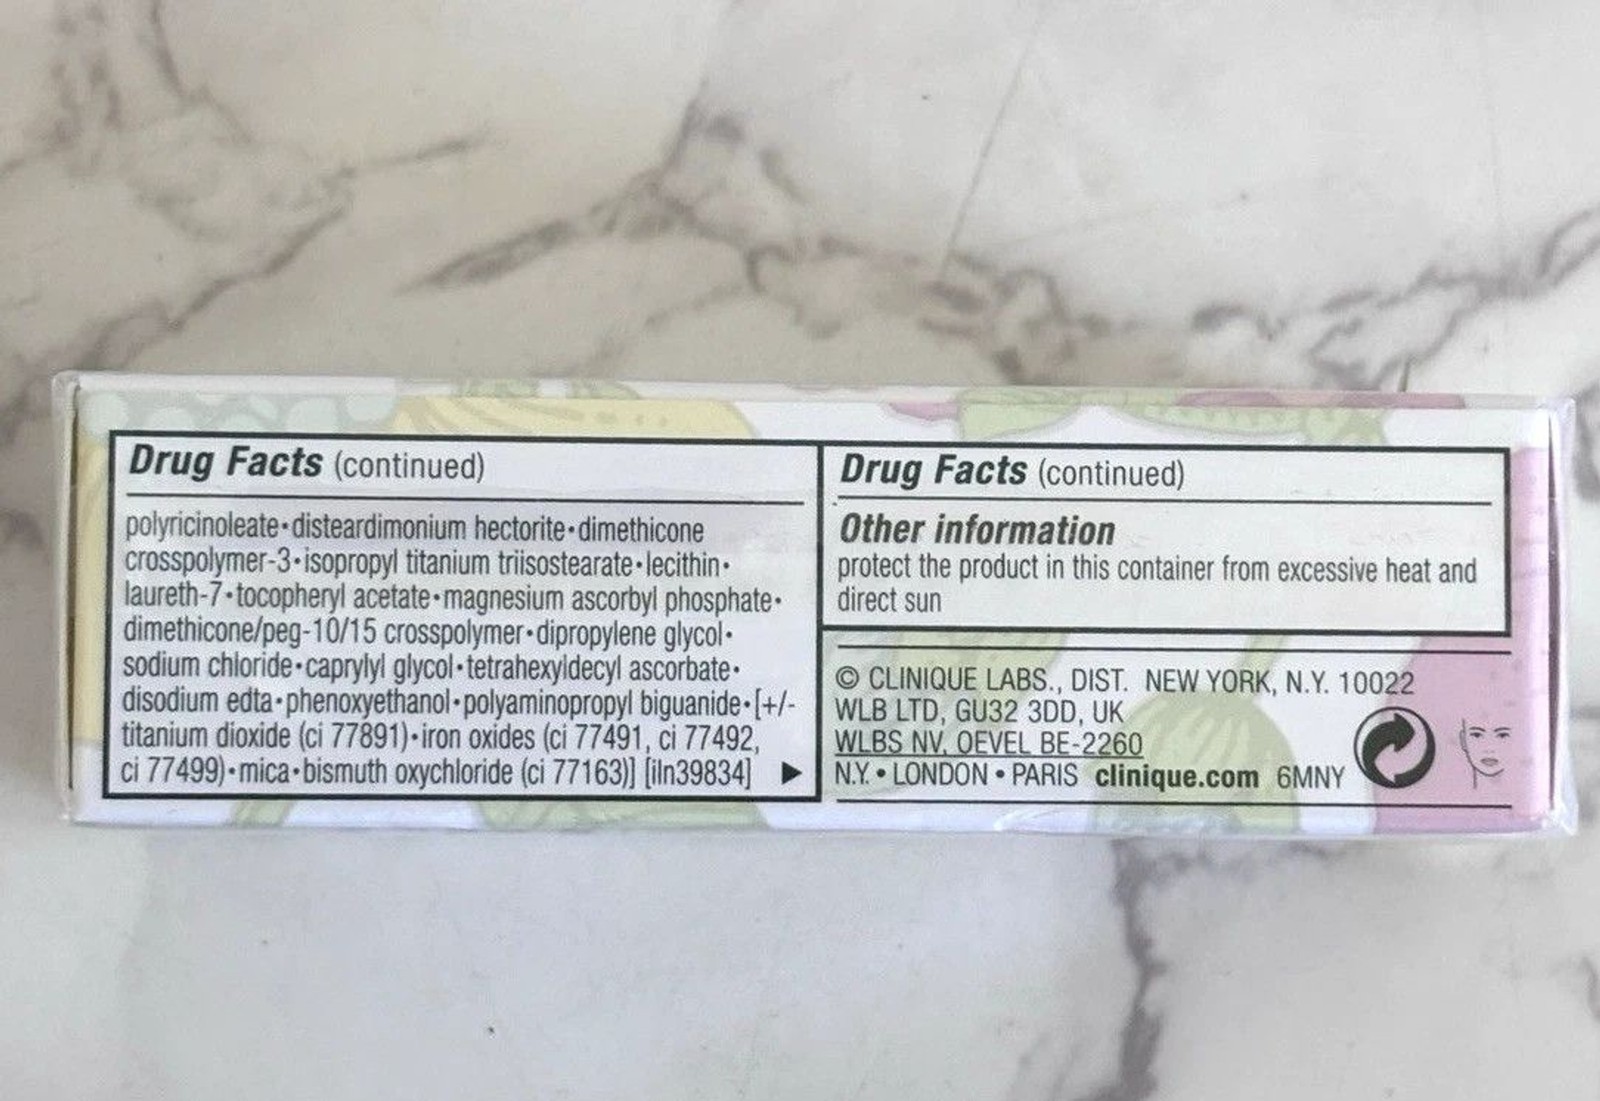 Drug Facts (continued)
polyricinoleate•disteardimonium hectorite•dimethicone
crosspolymer-3•isopropyl titanium triisostearate•lecithin•
laureth-7•tocopheryl acetate•magnesium ascorbyl phosphate•
dimethicone/peg-10/15 crosspolymer•dipropylene glycol•
sodium chloride•caprylyl glycol•tetrahexyldecyl ascorbate•
disodium edta•phenoxyethanol•polyaminopropyl biguanide•[+/-
titanium dioxide (ci 77891)•iron oxides (ci 77491, ci 77492,
ci 77499)•mica•bismuth oxychloride (ci 77163)] [iln39834] ▶
Drug Facts (continued)
Other information
protect the product in this container from excessive heat and
direct sun
© CLINIQUE LABS., DIST. NEW YORK, N.Y. 10022
WLB LTD, GU32 3DD, UK
WLBS NV, OEVEL BE-2260
N.Y. • LONDON • PARIS clinique.com 6MNY